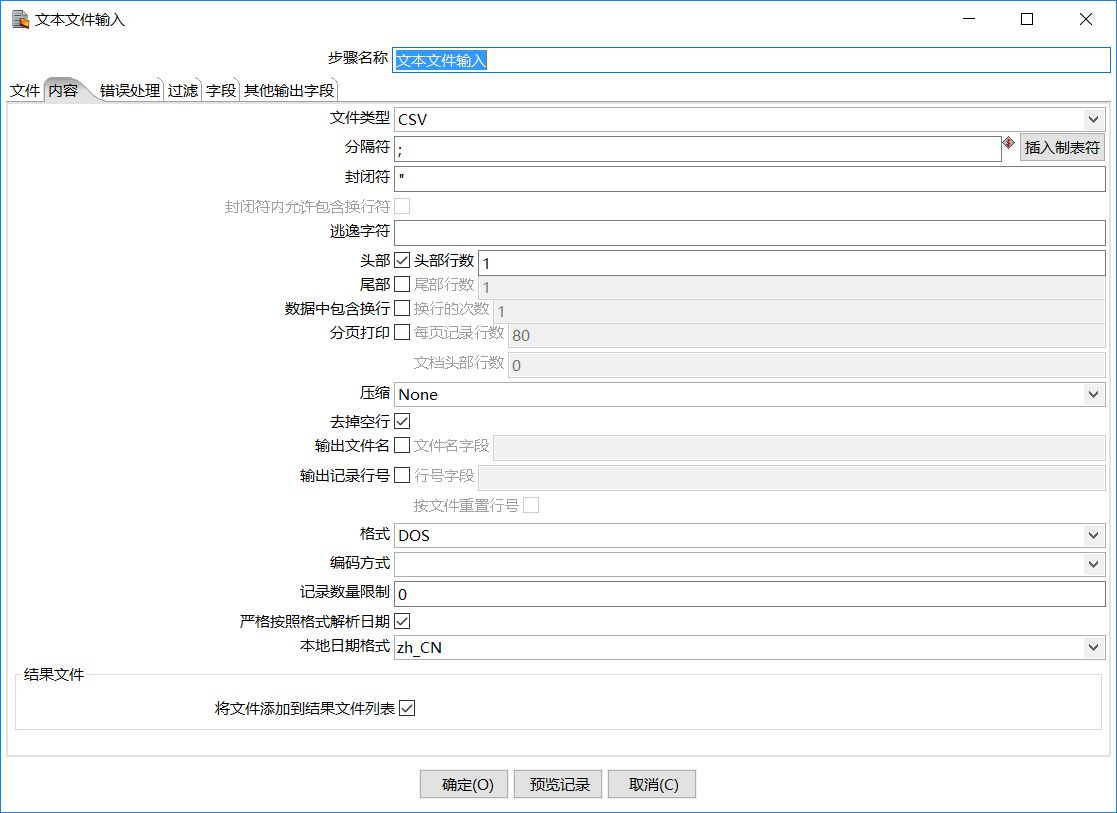 文本文件输入
步骤名称 文本文件输入
文件 内容 错误处理 过滤 字段 其他输出字段
文件类型 CSV
分隔符 ; 插入制表符
封闭符 "
封闭符内允许包含换行符
逃逸字符
头部 头部行数 1
尾部 尾部行数 1
数据中包含换行 换行的次数 1
分页打印 每页记录行数 80
文档头部行数 0
压缩 None
去掉空行
输出文件名 文件名字段
输出记录行号 行号字段
按文件重置行号
格式 DOS
编码方式
记录数量限制 0
严格按照格式解析日期
本地日期格式 zh_CN
结果文件
将文件添加到结果文件列表
确定(O) 预览记录 取消(C)